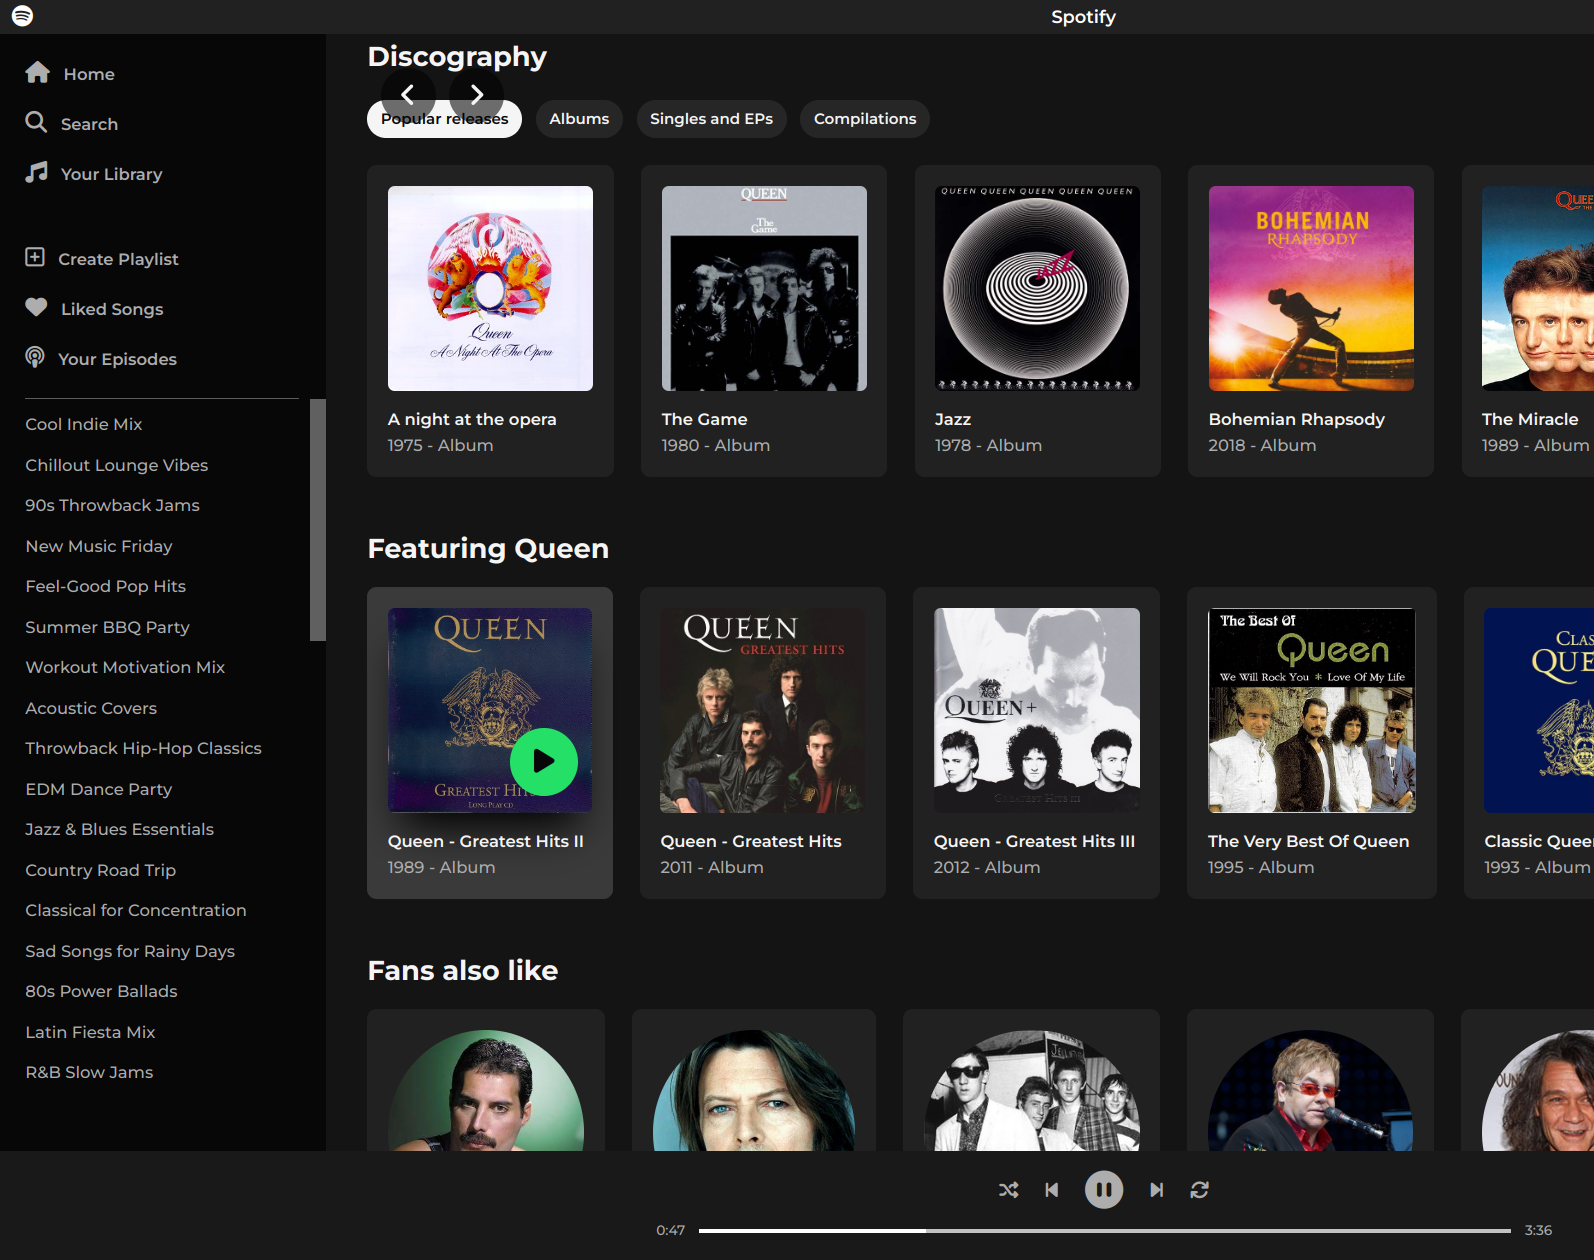 Spotify
Home
Search
Your Library
Create Playlist
Liked Songs
Your Episodes
Cool Indie Mix
Chillout Lounge Vibes
90s Throwback Jams
New Music Friday
Feel-Good Pop Hits
Summer BBQ Party
Workout Motivation Mix
Acoustic Covers
Throwback Hip-Hop Classics
EDM Dance Party
Jazz & Blues Essentials
Country Road Trip
Classical for Concentration
Sad Songs for Rainy Days
80s Power Ballads
Latin Fiesta Mix
R&B Slow Jams
Discography
Popular releases
Albums
Singles and EPs
Compilations
Queen
A Night At The Opera
A night at the opera
1975 - Album
QUEEN
The
Game
The Game
1980 - Album
QUEEN QUEEN QUEEN QUEEN QUEEN
JAZZ
Jazz
1978 - Album
BOHEMIAN
RHAPSODY
Bohemian Rhapsody
2018 - Album
The Miracle
1989 - Album
Featuring Queen
QUEEN
GREATEST
LONG PLAY CD
Queen - Greatest Hits II
1989 - Album
QUEEN
GREATEST HITS
Queen - Greatest Hits
2011 - Album
QUEEN+
GREATEST HITS III
Queen - Greatest Hits III
2012 - Album
The Best Of
Queen
We Will Rock You * Love Of My Life
The Very Best Of Queen
1995 - Album
Classic
1993 - Album
Fans also like
0:47
3:36